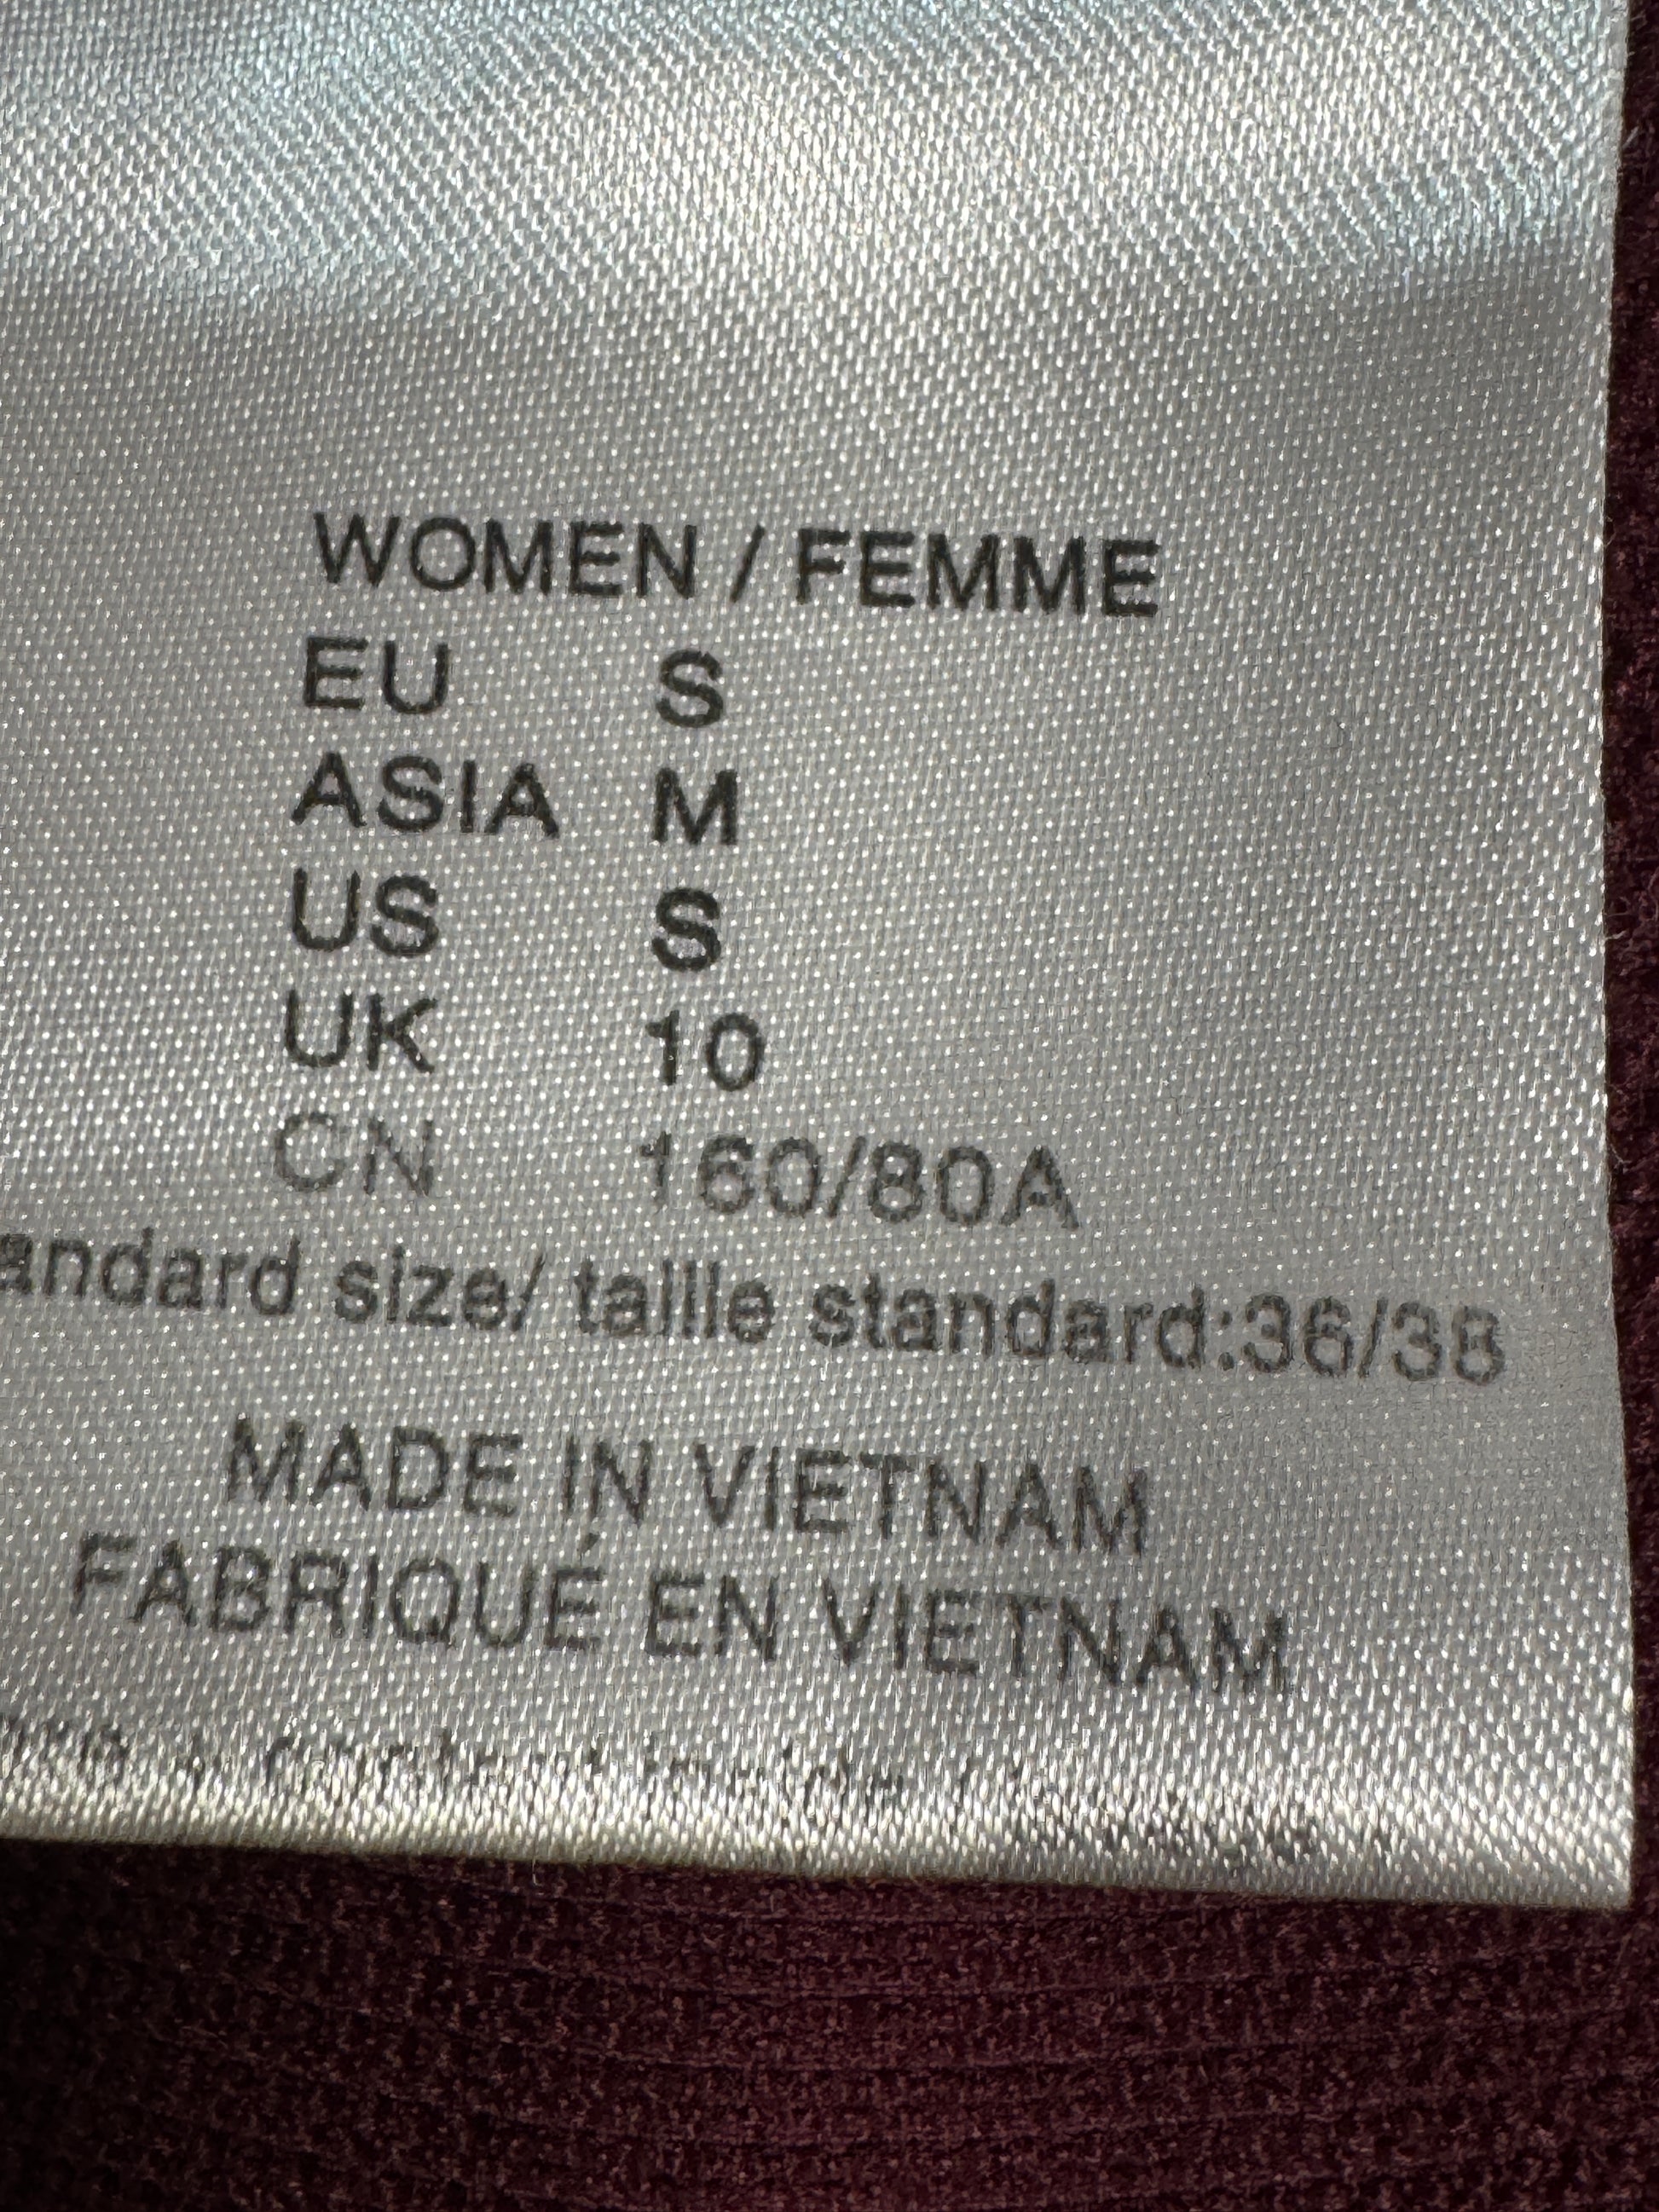 WOMEN / FEMME
EU S
ASIA M
US S
UK 10
CN 160/80A
andard size/ taille standard:36/38
MADE IN VIETNAM
FABRIQUÉ EN VIETNAM